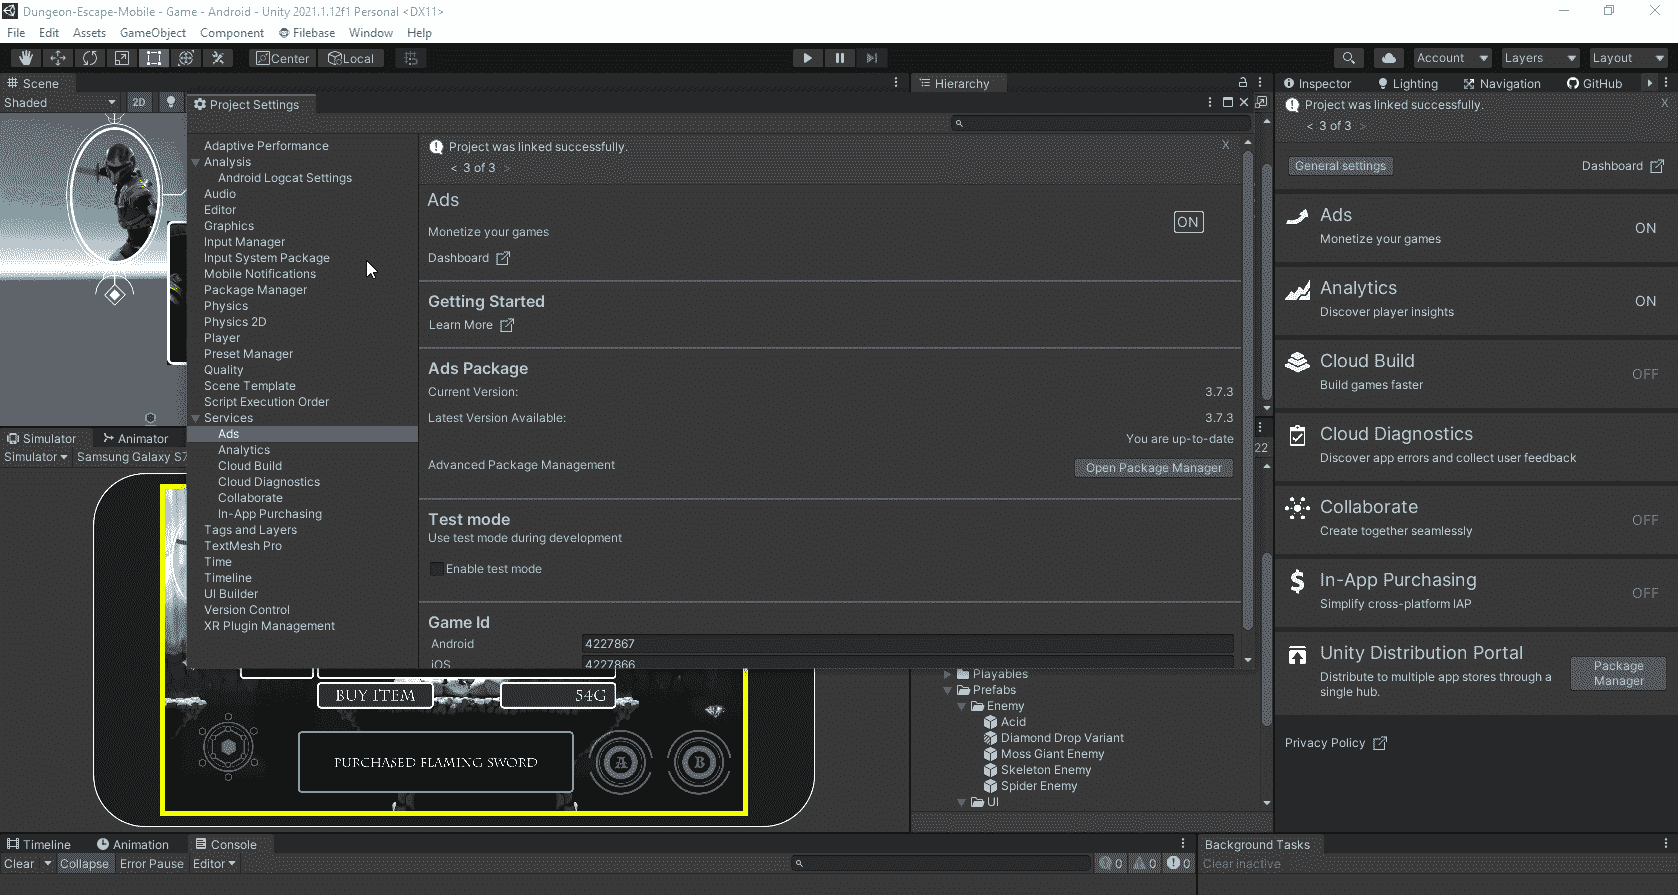 Dungeon-Escape-Mobile - Game - Android - Unity 2021.1.12f1 Personal <DX11>
File Edit Assets GameObject Component Filebase Window Help
Center Local Account Layers Layout
Scene
Shaded 2D
Project Settings
Adaptive Performance
Analysis
Android Logcat Settings
Audio
Editor
Graphics
Input Manager
Input System Package
Mobile Notifications
Package Manager
Physics
Physics 2D
Player
Preset Manager
Quality
Scene Template
Script Execution Order
Services
Ads
Analytics
Cloud Build
Cloud Diagnostics
Collaborate
In-App Purchasing
Tags and Layers
TextMesh Pro
Time
Timeline
UI Builder
Version Control
XR Plugin Management
Project was linked successfully. X
< 3 of 3 >
Ads
ON
Monetize your games
Dashboard
Getting Started
Learn More
Ads Package
Current Version: 3.7.3
Latest Version Available: 3.7.3
You are up-to-date
Advanced Package Management Open Package Manager
Test mode
Use test mode during development
Enable test mode
Game Id
Android 4227867
iOS 4227866
Simulator Animator
Simulator Samsung Galaxy S7
BUY ITEM 54G
PURCHASED FLAMING SWORD A B
Hierarchy
22
Playables
Prefabs
Enemy
Acid
Diamond Drop Variant
Moss Giant Enemy
Skeleton Enemy
Spider Enemy
UI
Inspector Lighting Navigation GitHub
Project was linked successfully. X
< 3 of 3 >
General settings Dashboard
Ads
Monetize your games ON
Analytics
Discover player insights ON
Cloud Build
Build games faster OFF
Cloud Diagnostics
Discover app errors and collect user feedback
Collaborate
Create together seamlessly OFF
In-App Purchasing
Simplify cross-platform IAP OFF
Unity Distribution Portal
Distribute to multiple app stores through a
single hub.
Package
Manager
Privacy Policy
Timeline Animation Console
Clear Collapse Error Pause Editor 0 0 0
Background Tasks
Clear inactive